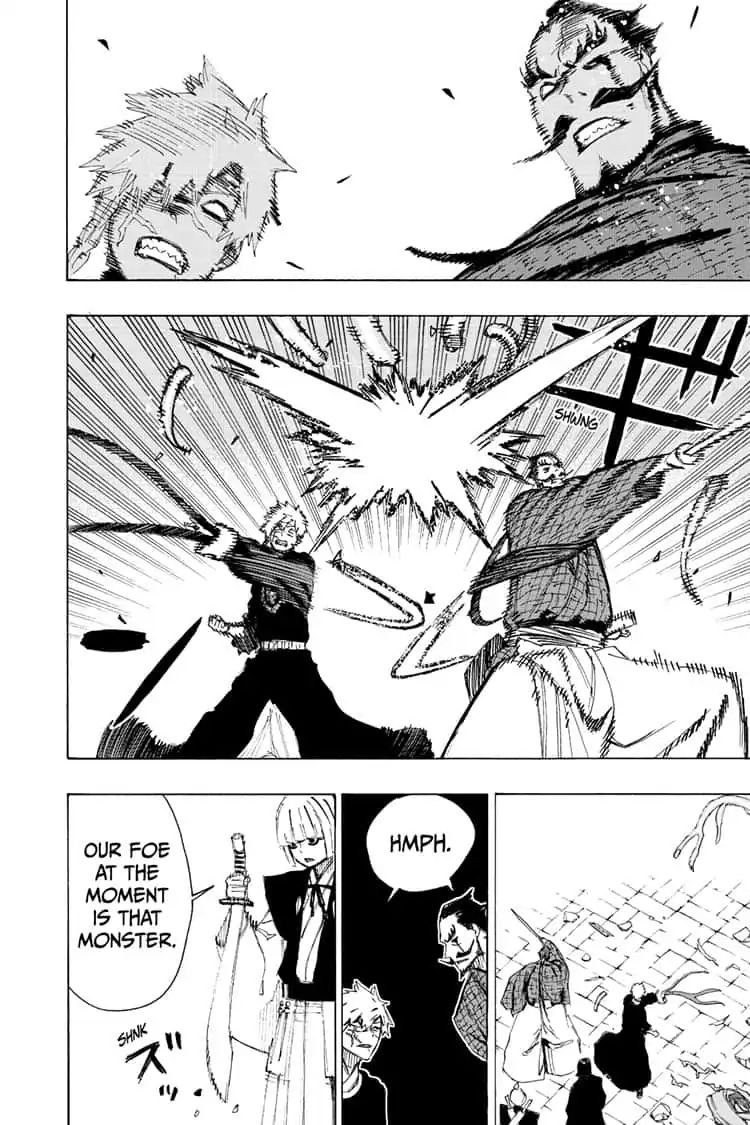 SHWNG
HMPH.
OUR FOE
AT THE
MOMENT
IS THAT
MONSTER.
SHNK
ズ゙